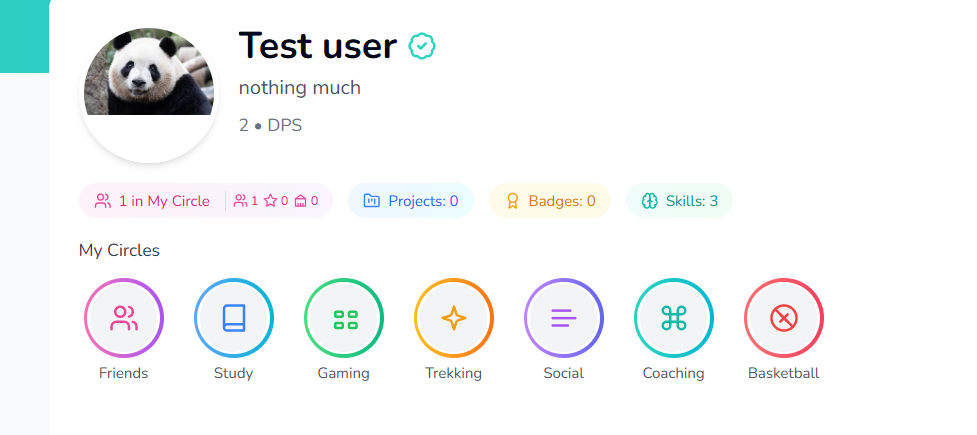 Test user
nothing much
2 • DPS
1 in My Circle 1 0 0 Projects: 0 Badges: 0 Skills: 3
My Circles
Friends Study Gaming Trekking Social Coaching Basketball